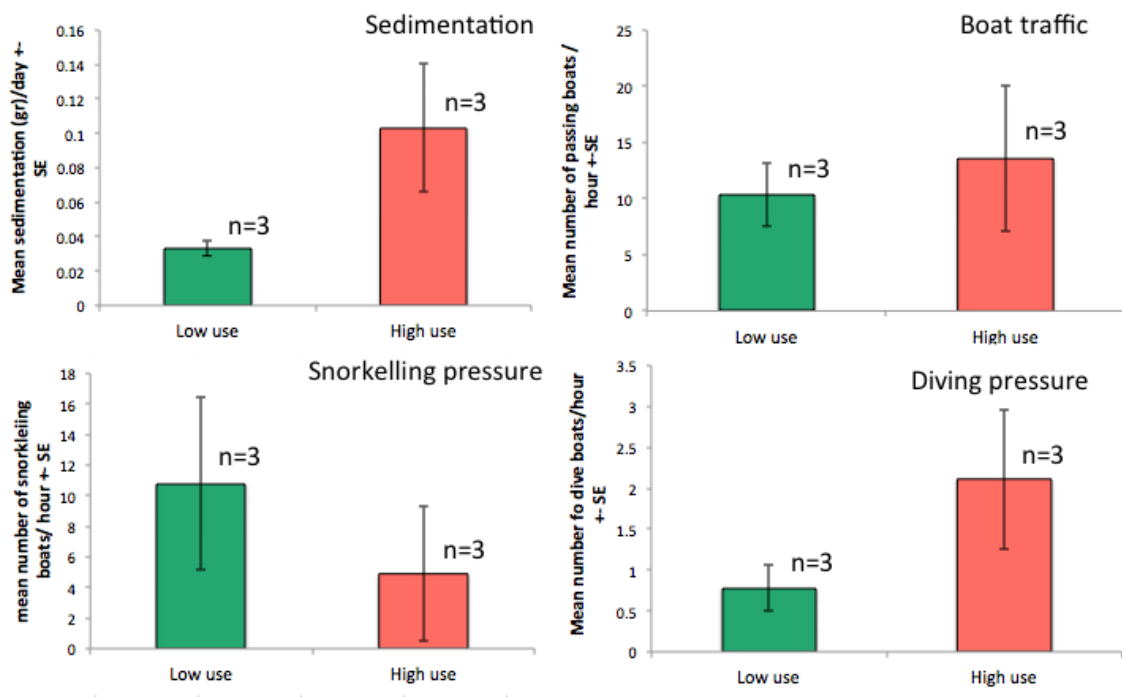 Sedimentation
Mean sedimentation (gr)/day +-
SE
0.16
0.14
0.12
0.1
0.08
0.06
0.04
0.02
0
n=3
n=3
Low use
High use
Boat traffic
Mean number of passing boats /
hour +-SE
25
20
15
10
5
0
n=3
n=3
Low use
High use
Snorkelling pressure
mean number of snorkleiing
boats/ hour +- SE
18
16
14
12
10
8
6
4
2
0
n=3
n=3
Low use
High use
Diving pressure
Mean number fo dive boats/hour
+- SE
3.5
3
2.5
2
1.5
1
0.5
0
n=3
n=3
Low use
High use